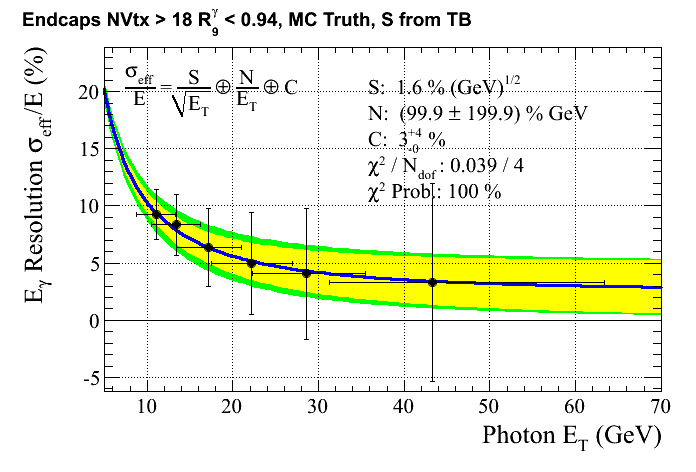 Endcaps NVtx > 18 R₉^γ < 0.94, MC Truth, S from TB
E_γ Resolution σ_eff/E (%)
σ_eff/E = S/√E_T ⊕ N/E_T ⊕ C
S: 1.6 % (GeV)^1/2
N: (99.9 ± 199.9) % GeV
C: 3^+4_-0 %
χ² / N_dof : 0.039 / 4
χ² Prob.: 100 %
20
15
10
5
0
-5
10 20 30 40 50 60 70
Photon E_T (GeV)